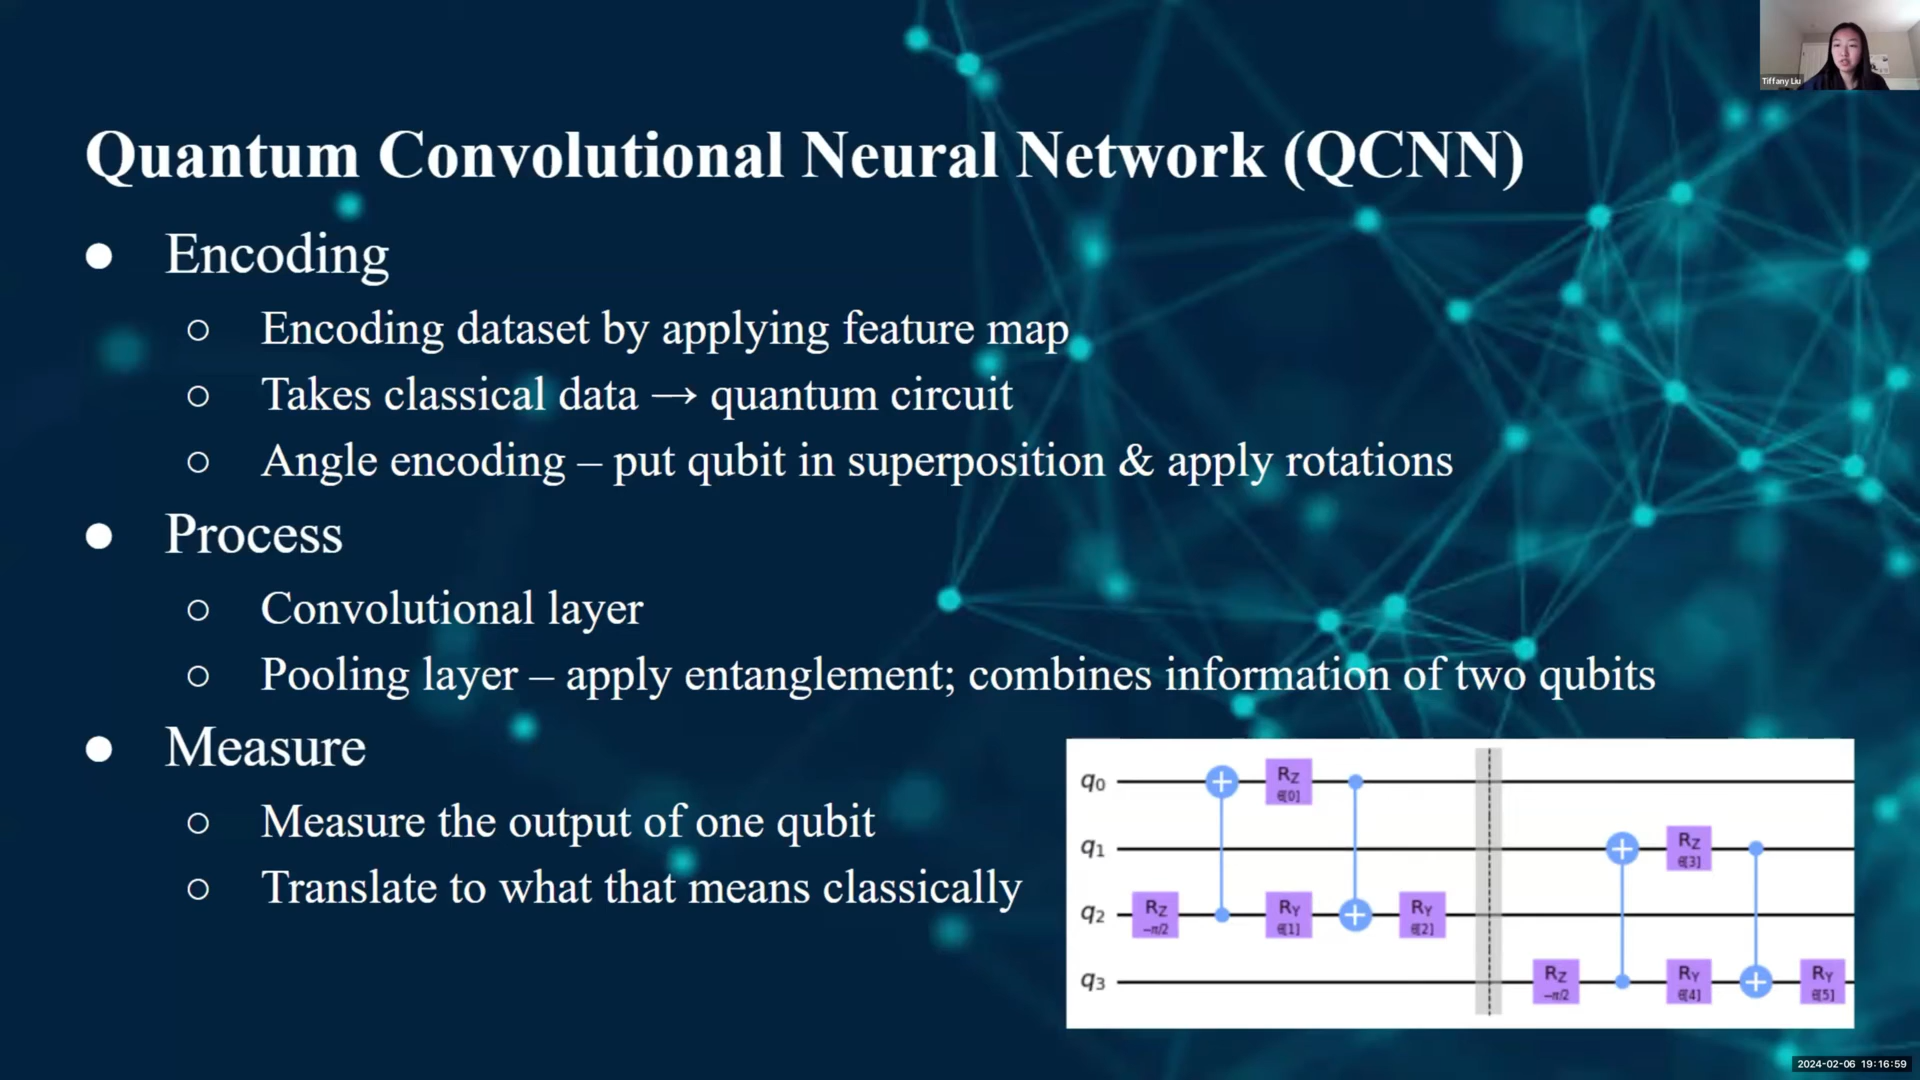 Tiffany Liu
Quantum Convolutional Neural Network (QCNN)
● Encoding
○ Encoding dataset by applying feature map
○ Takes classical data → quantum circuit
○ Angle encoding – put qubit in superposition & apply rotations
● Process
○ Convolutional layer
○ Pooling layer – apply entanglement; combines information of two qubits
● Measure
○ Measure the output of one qubit
○ Translate to what that means classically
q0 RZ θ[0]
q1 RZ θ[3]
q2 RZ −π/2 RY θ[1] RY θ[2]
q3 RZ −π/2 RY θ[4] RY θ[5]
2024-02-06 19:16:59